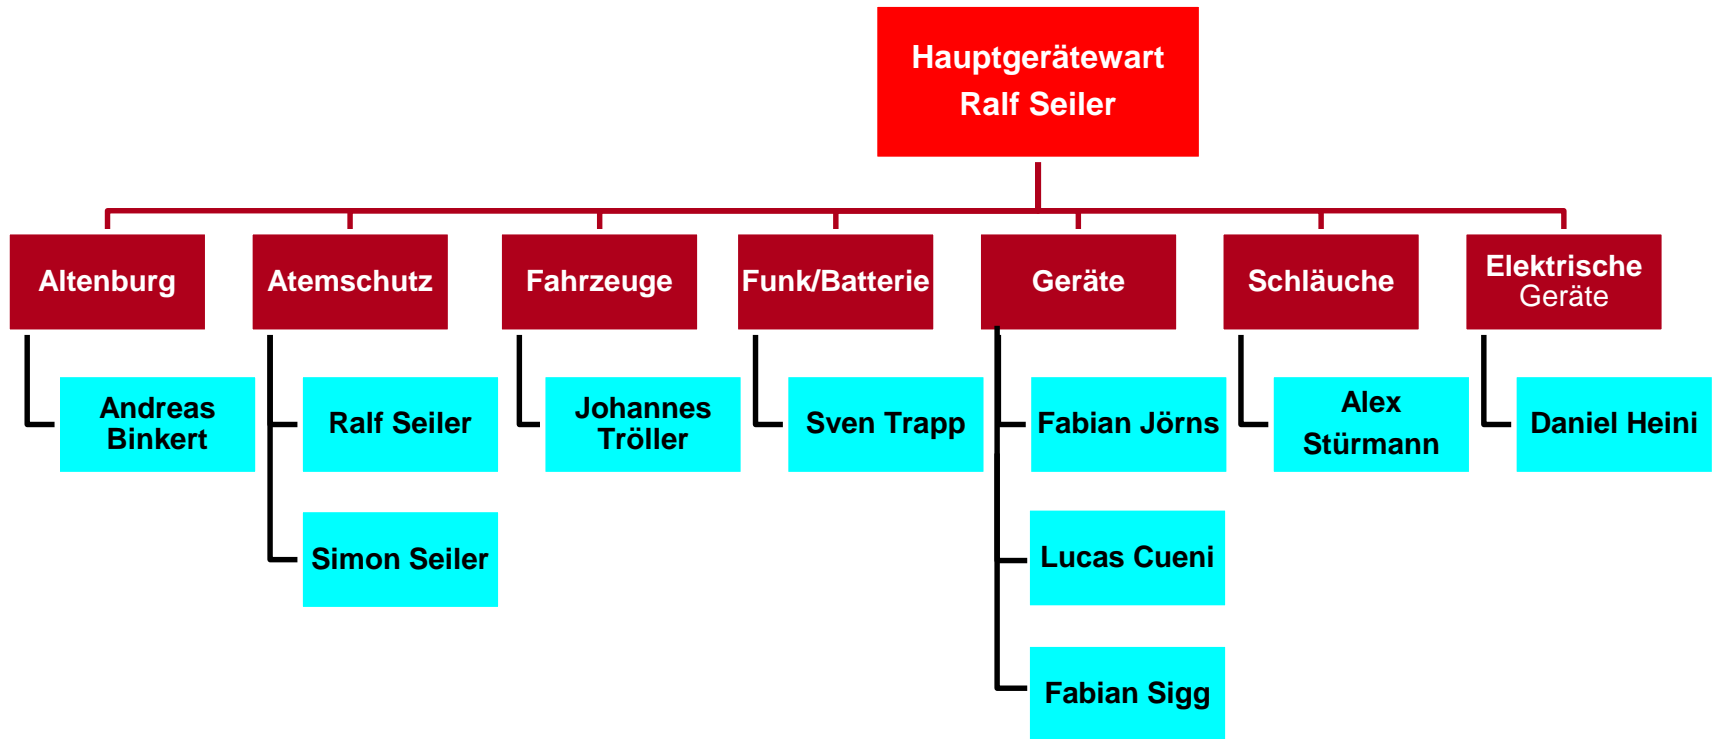 Hauptgerätewart
Ralf Seiler
Altenburg
Atemschutz
Fahrzeuge
Funk/Batterie
Geräte
Schläuche
Elektrische
Geräte
Andreas
Binkert
Ralf Seiler
Johannes
Tröller
Sven Trapp
Fabian Jörns
Alex
Stürmann
Daniel Heini
Simon Seiler
Lucas Cueni
Fabian Sigg